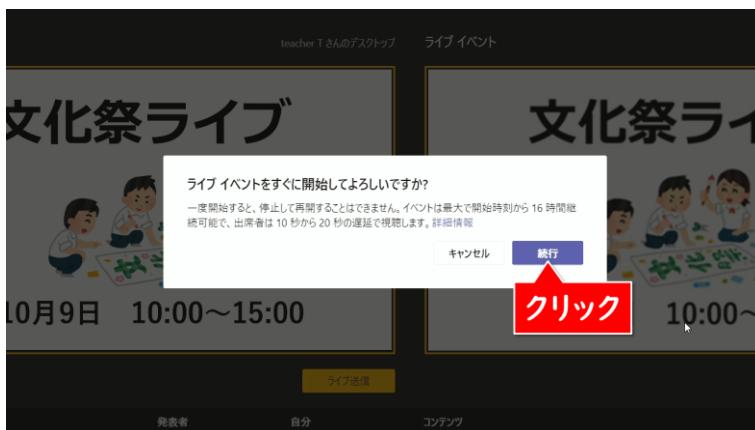 teacher T さんのデスクトップ
ライブ イベント
文化祭ライブ
文化祭ライ
ライブ イベントをすぐに開始してよろしいですか?
一度開始すると、停止して再開することはできません。イベントは最大で開始時刻から 16 時間継
続可能で、出席者は 10 秒から 20 秒の遅延で視聴します。詳細情報
キャンセル
続行
クリック
10月9日 10:00～15:00
10:00～
ライブ送信
発表者
自分
コンテンツ